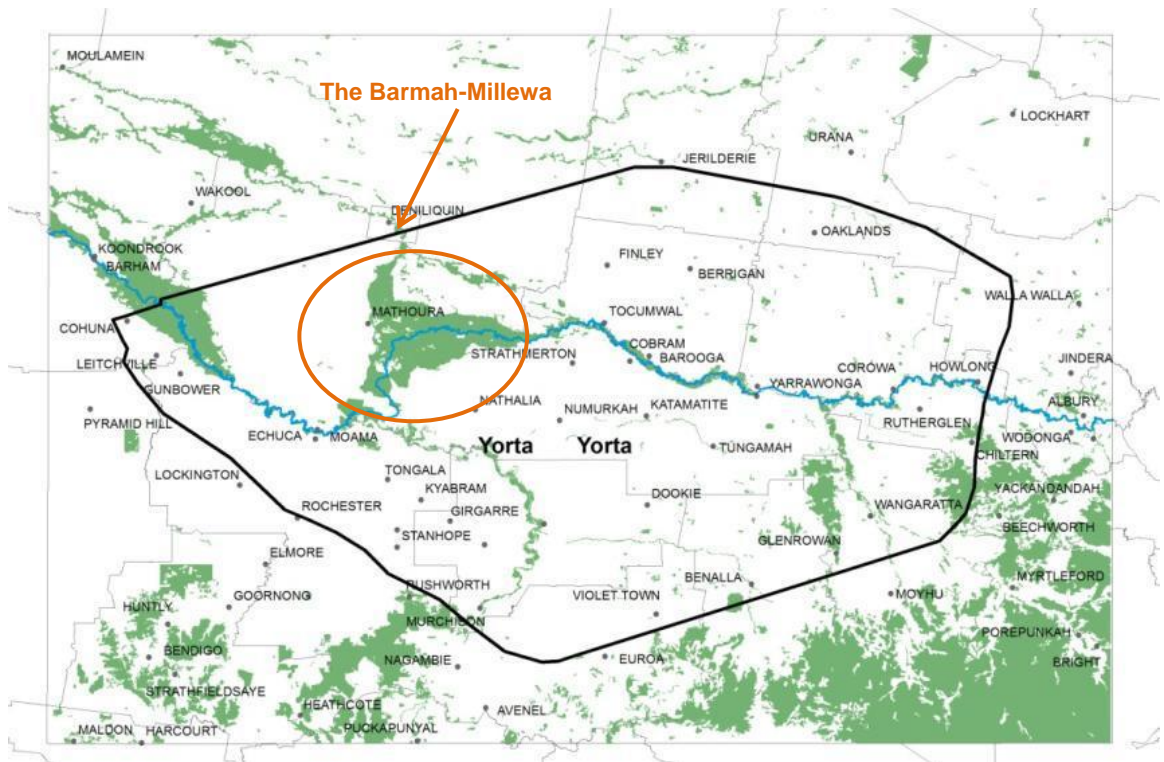 MOULAMEIN
The Barmah-Millewa
LOCKHART
URANA
JERILDERIE
WAKOOL
DENILIQUIN
OAKLANDS
KOONDROOK
BARHAM
FINLEY
BERRIGAN
WALLA WALLA
MATHOURA
TOCUMWAL
COHUNA
COBRAM
STRATHMERTON
BAROOGA
LEITCHVILLE
JINDERA
COROWA
HOWLONG
GUNBOWER
YARRAWONGA
NATHALIA
ALBURY
NUMURKAH
KATAMATITE
PYRAMID HILL
RUTHERGLEN
ECHUCA
MOAMA
WODONGA
Yorta Yorta
TUNGAMAH
CHILTERN
TONGALA
LOCKINGTON
KYABRAM
DOOKIE
YACKANDANDAH
ROCHESTER
GIRGARRE
WANGARATTA
STANHOPE
BEECHWORTH
GLENROWAN
ELMORE
RUSHWORTH
BENALLA
MYRTLEFORD
GOORNONG
VIOLET TOWN
MOYHU
HUNTLY
MURCHISON
POREPUNKAH
BENDIGO
NAGAMBIE
EUROA
BRIGHT
STRATHFIELDSAYE
HEATHCOTE
AVENEL
MALDON
HARCOURT
PUCKAPUNYAL